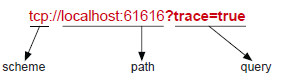 tcp://localhost:61616?trace=true
scheme path query